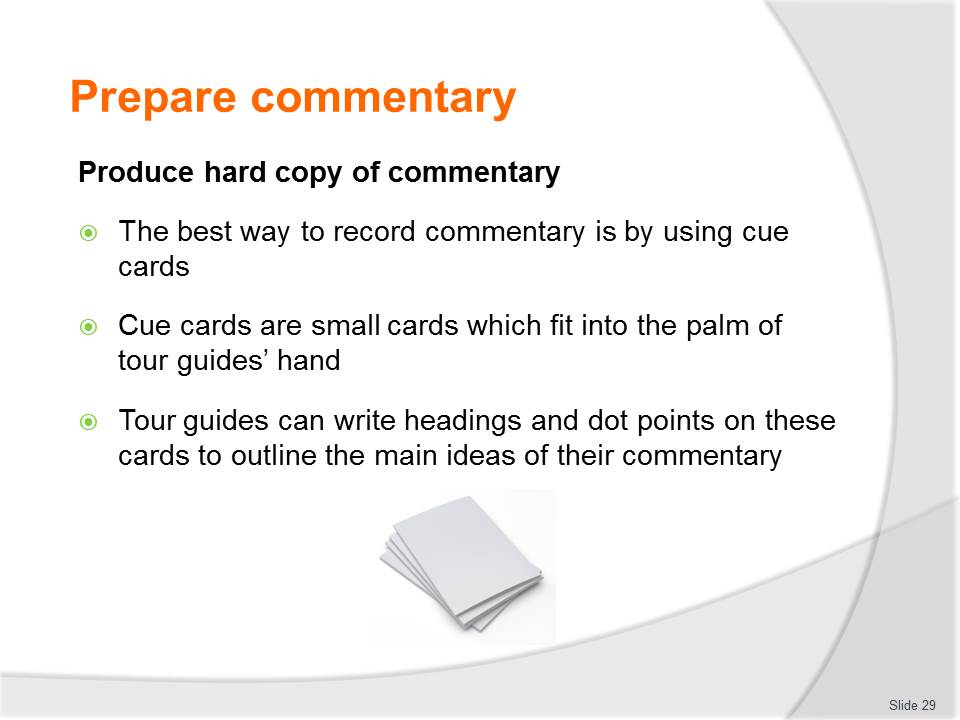 Prepare commentary
Produce hard copy of commentary
The best way to record commentary is by using cue
cards
Cue cards are small cards which fit into the palm of
tour guides’ hand
Tour guides can write headings and dot points on these
cards to outline the main ideas of their commentary
Slide 29